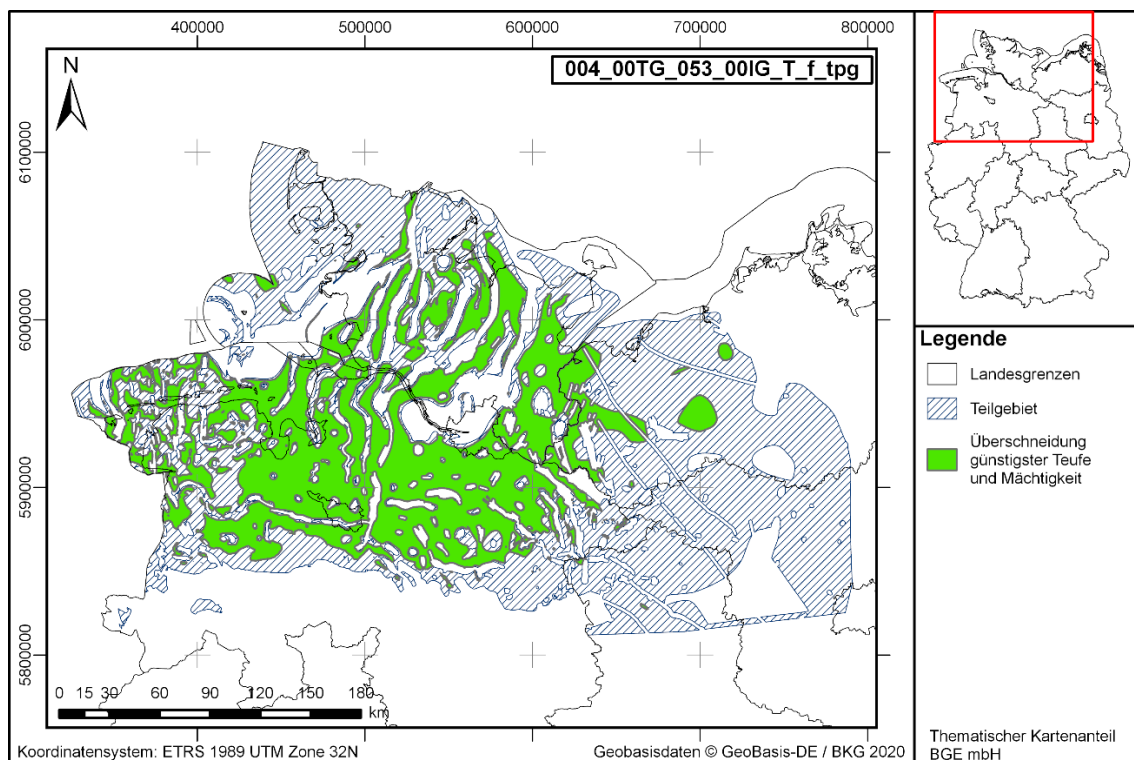 400000 500000 600000 700000 800000
N
004_00TG_053_00IG_T_f_tpg
6100000
6000000
5900000
5800000
0 15 30 60 90 120 150 180
km
Koordinatensystem: ETRS 1989 UTM Zone 32N
Geobasisdaten © GeoBasis-DE / BKG 2020
Legende
Landesgrenzen
Teilgebiet
Überschneidung
günstigster Teufe
und Mächtigkeit
Thematischer Kartenanteil
BGE mbH